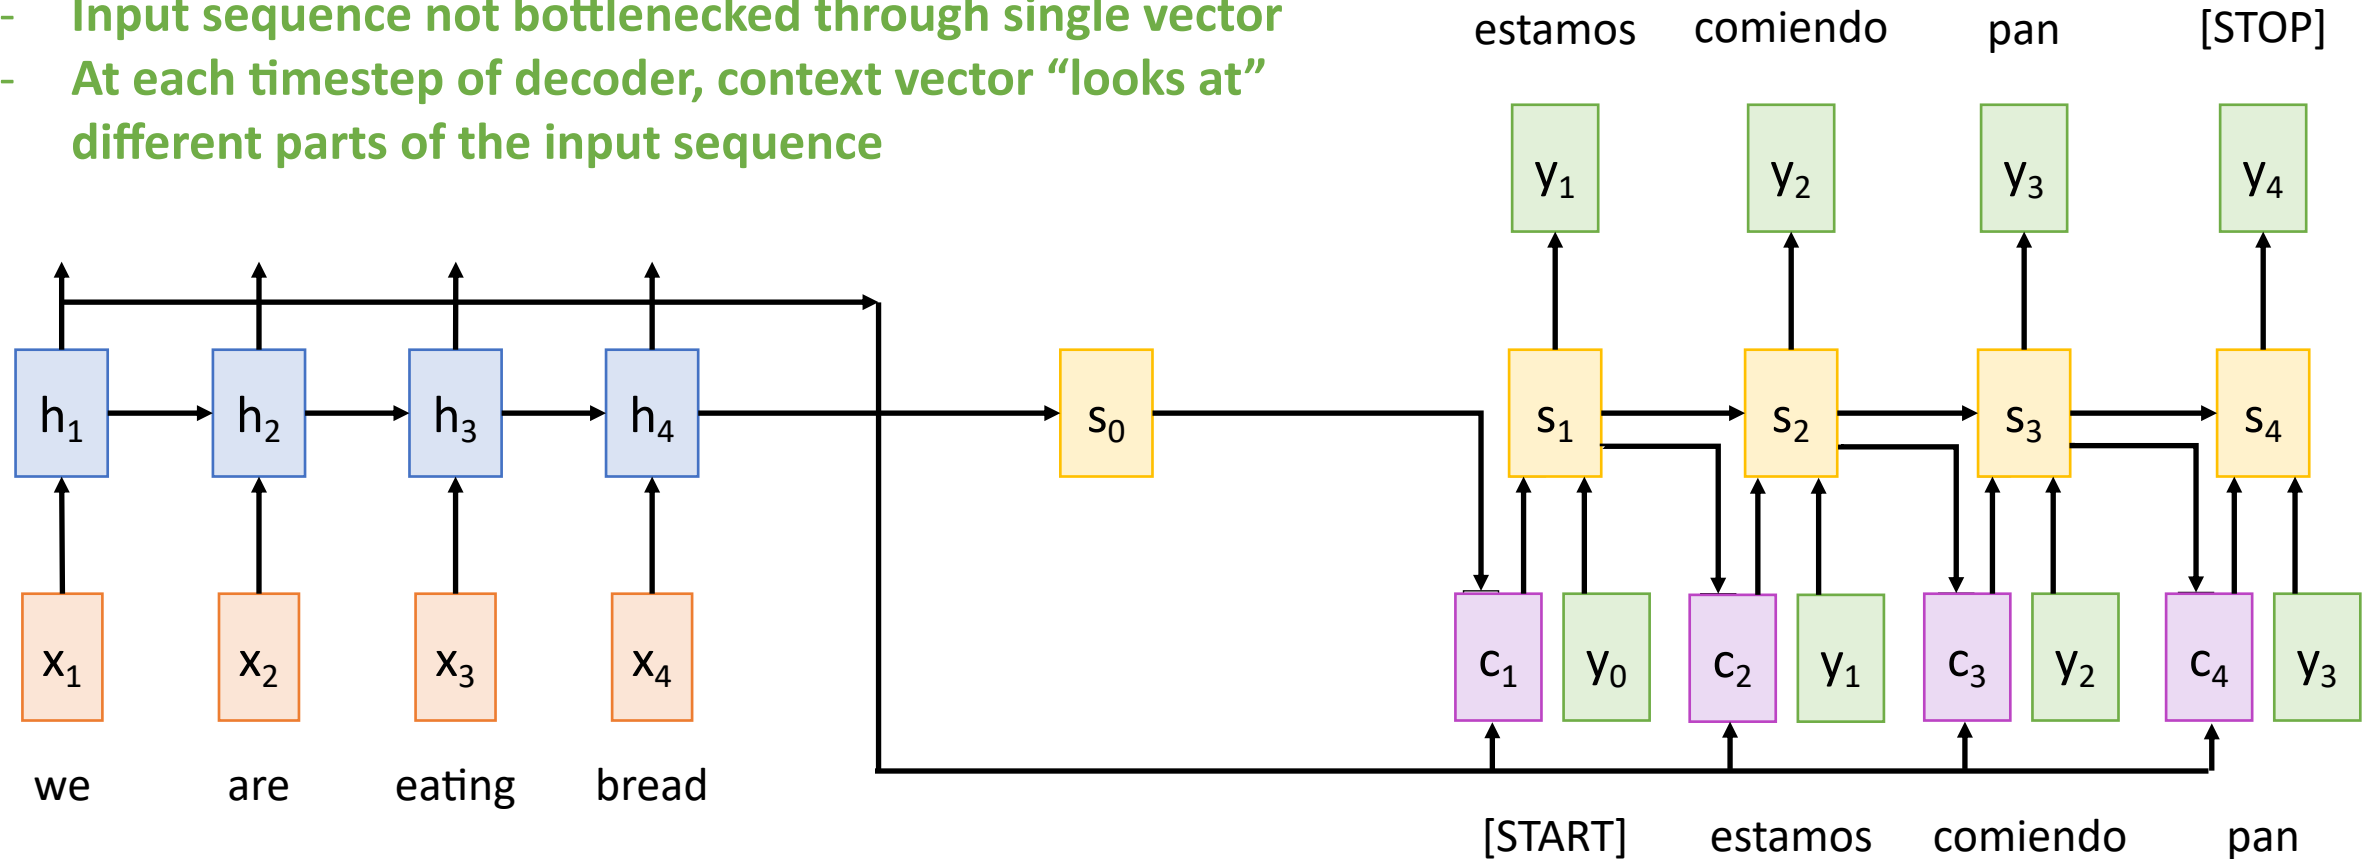 - Input sequence not bottlenecked through single vector
- At each timestep of decoder, context vector “looks at”
different parts of the input sequence
estamos comiendo pan [STOP]
y₁ y₂ y₃ y₄
h₁ h₂ h₃ h₄ s₀ s₁ s₂ s₃ s₄
x₁ x₂ x₃ x₄ c₁ y₀ c₂ y₁ c₃ y₂ c₄ y₃
we are eating bread
[START] estamos comiendo pan